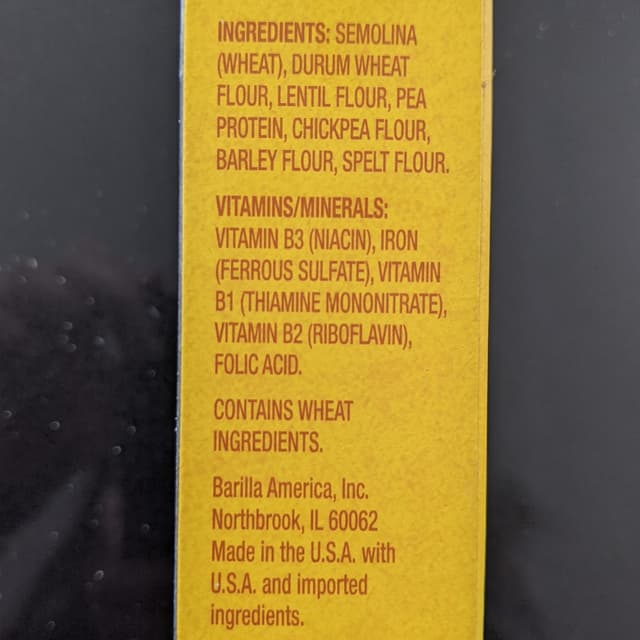 INGREDIENTS: SEMOLINA
(WHEAT), DURUM WHEAT
FLOUR, LENTIL FLOUR, PEA
PROTEIN, CHICKPEA FLOUR,
BARLEY FLOUR, SPELT FLOUR.
VITAMINS/MINERALS:
VITAMIN B3 (NIACIN), IRON
(FERROUS SULFATE), VITAMIN
B1 (THIAMINE MONONITRATE),
VITAMIN B2 (RIBOFLAVIN),
FOLIC ACID.
CONTAINS WHEAT
INGREDIENTS.
Barilla America, Inc.
Northbrook, IL 60062
Made in the U.S.A. with
U.S.A. and imported
ingredients.